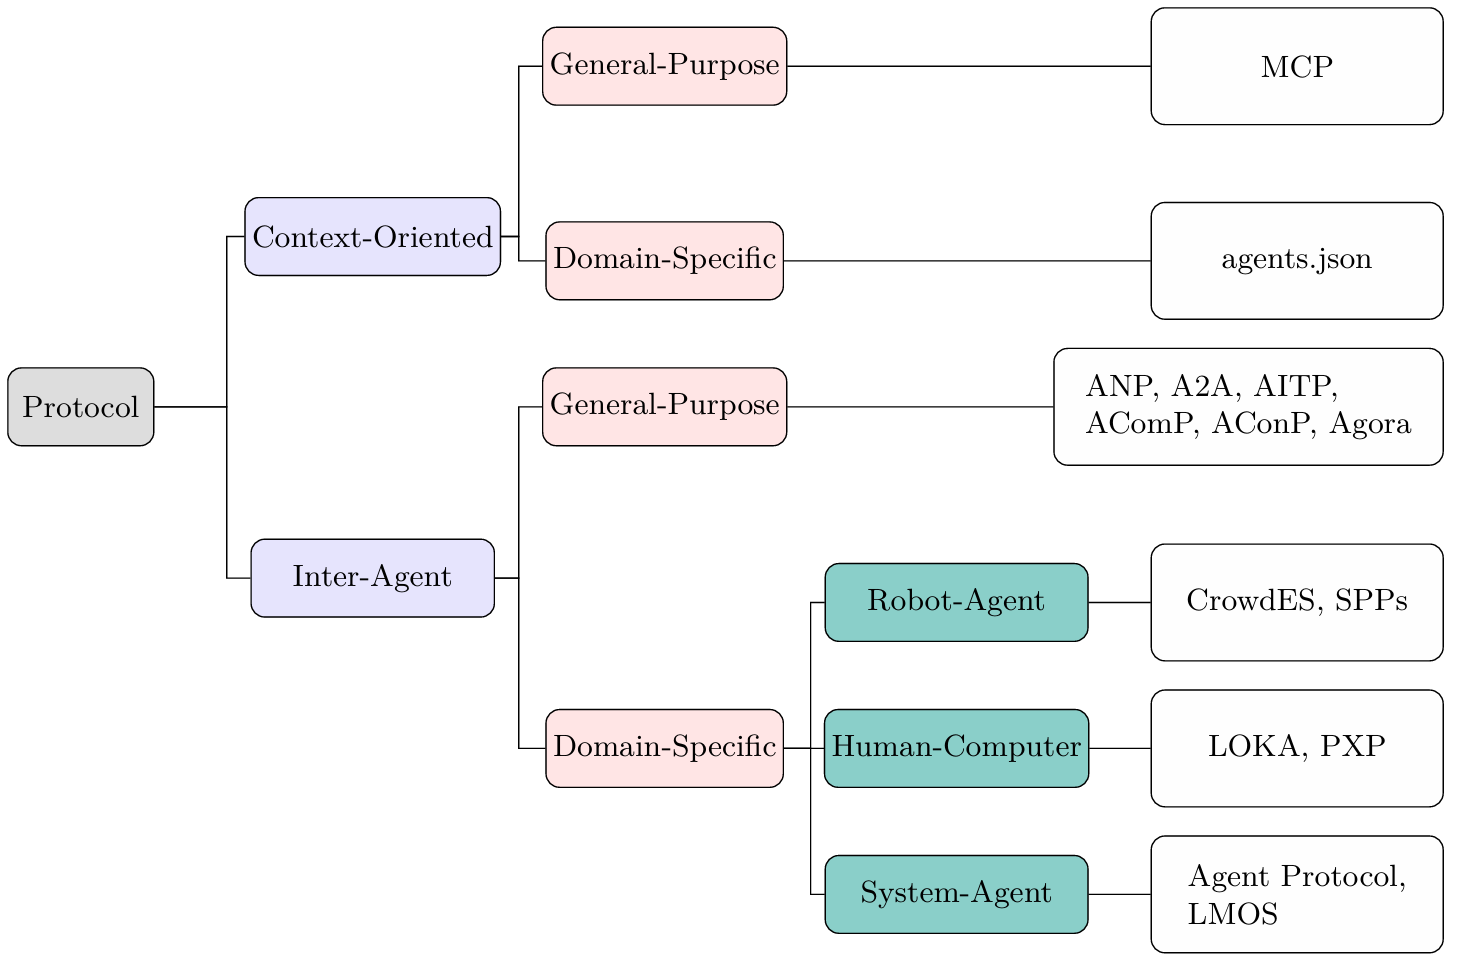 Protocol
Context-Oriented
General-Purpose
MCP
Domain-Specific
agents.json
Inter-Agent
General-Purpose
ANP, A2A, AITP,
AComP, AConP, Agora
Domain-Specific
Robot-Agent
CrowdES, SPPs
Human-Computer
LOKA, PXP
System-Agent
Agent Protocol,
LMOS